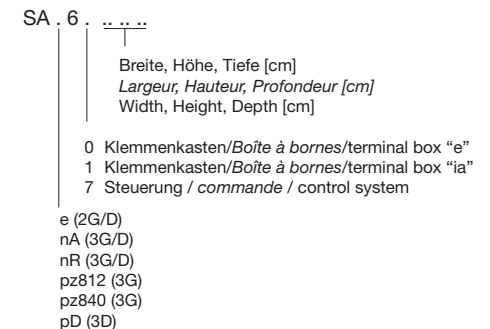 SA . 6 . .. .. ..
Breite, Höhe, Tiefe [cm]
Largeur, Hauteur, Profondeur [cm]
Width, Height, Depth [cm]
0 Klemmenkasten/Boîte à bornes/terminal box “e”
1 Klemmenkasten/Boîte à bornes/terminal box “ia”
7 Steuerung / commande / control system
e (2G/D)
nA (3G/D)
nR (3G/D)
pz812 (3G)
pz840 (3G)
pD (3D)